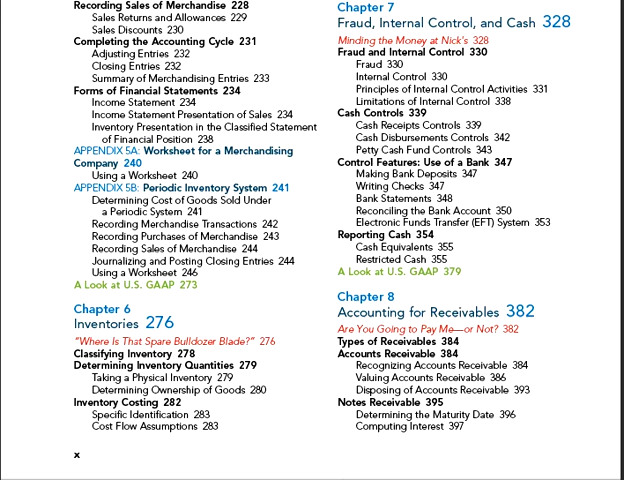 Recording Sales of Merchandise 228
Sales Returns and Allowances 229
Sales Discounts 230
Completing the Accounting Cycle 231
Adjusting Entries 232
Closing Entries 232
Summary of Merchandising Entries 233
Forms of Financial Statements 234
Income Statement 234
Income Statement Presentation of Sales 234
Inventory Presentation in the Classified Statement
of Financial Position 238
APPENDIX 5A: Worksheet for a Merchandising
Company 240
Using a Worksheet 240
APPENDIX 5B: Periodic Inventory System 241
Determining Cost of Goods Sold Under
a Periodic System 241
Recording Merchandise Transactions 242
Recording Purchases of Merchandise 243
Recording Sales of Merchandise 244
Journalizing and Posting Closing Entries 244
Using a Worksheet 246
A Look at U.S. GAAP 273
Chapter 6
Inventories 276
"Where Is That Spare Bulldozer Blade?" 276
Classifying Inventory 278
Determining Inventory Quantities 279
Taking a Physical Inventory 279
Determining Ownership of Goods 280
Inventory Costing 282
Specific Identification 283
Cost Flow Assumptions 283
x
Chapter 7
Fraud, Internal Control, and Cash 328
Minding the Money at Nick's 328
Fraud and Internal Control 330
Fraud 330
Internal Control 330
Principles of Internal Control Activities 331
Limitations of Internal Control 338
Cash Controls 339
Cash Receipts Controls 339
Cash Disbursements Controls 342
Petty Cash Fund Controls 343
Control Features: Use of a Bank 347
Making Bank Deposits 347
Writing Checks 347
Bank Statements 348
Reconciling the Bank Account 350
Electronic Funds Transfer (EFT) System 353
Reporting Cash 354
Cash Equivalents 355
Restricted Cash 355
A Look at U.S. GAAP 379
Chapter 8
Accounting for Receivables 382
Are You Going to Pay Me—or Not? 382
Types of Receivables 384
Accounts Receivable 384
Recognizing Accounts Receivable 384
Valuing Accounts Receivable 386
Disposing of Accounts Receivable 393
Notes Receivable 395
Determining the Maturity Date 396
Computing Interest 397